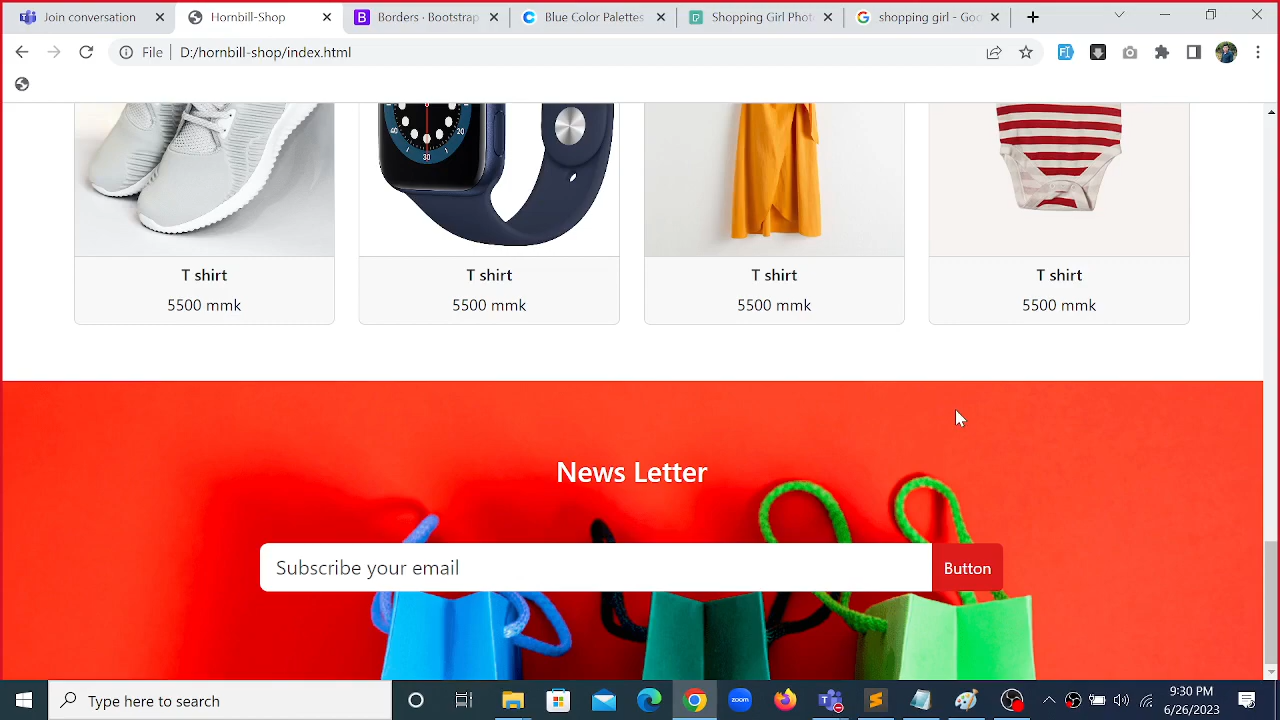 Join conversation
Hornbill-Shop
Borders · Bootstrap
Blue Color Palettes
Shopping Girl Phot
shopping girl - Goo
File | D:/hornbill-shop/index.html
T shirt
5500 mmk
T shirt
5500 mmk
T shirt
5500 mmk
T shirt
5500 mmk
News Letter
Subscribe your email
Button
Type here to search
zoom
9:30 PM
6/26/2023